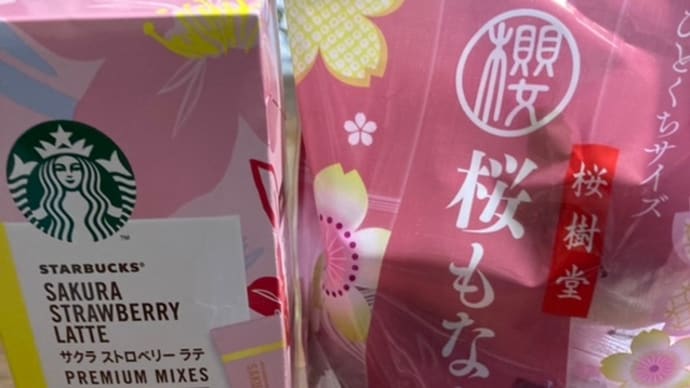 STARBUCKS®
SAKURA
STRAWBERRY
LATTE
サクラ ストロベリー ラテ
PREMIUM MIXES
TM
ひとくちサイズ
櫻
桜樹堂
桜もな